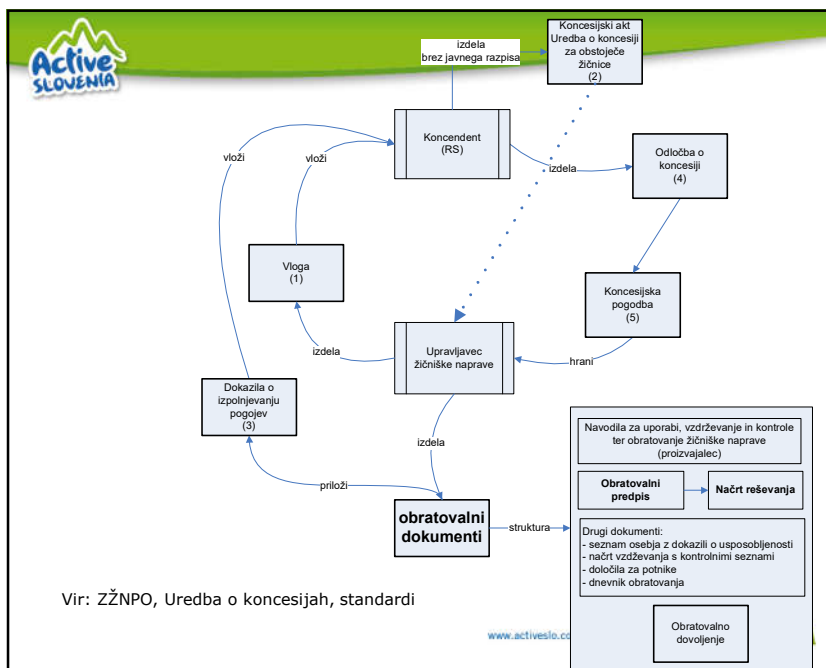 Active
SLOVENIA
izdela
brez javnega razpisa
Koncesijski akt
Uredba o koncesiji
za obstoječe
žičnice
(2)
vloži
vloži
Koncendent
(RS)
izdela
Odločba o
koncesiji
(4)
Vloga
(1)
Koncesijska
pogodba
(5)
izdela
Upravljavec
žičniške naprave
hrani
Dokazila o
izpolnjevanju
pogojev
(3)
izdela
priloži
obratovalni
dokumenti
struktura
Navodila za uporabi, vzdrževanje in kontrole
ter obratovanje žičniške naprave
(proizvajalec)
Obratovalni
predpis
Načrt reševanja
Drugi dokumenti:
- seznam osebja z dokazili o usposobljenosti
- načrt vzdževanja s kontrolnimi seznami
- določila za potnike
- dnevnik obratovanja
Obratovalno
dovoljenje
Vir: ZŽNPO, Uredba o koncesijah, standardi
www.activeslo.co